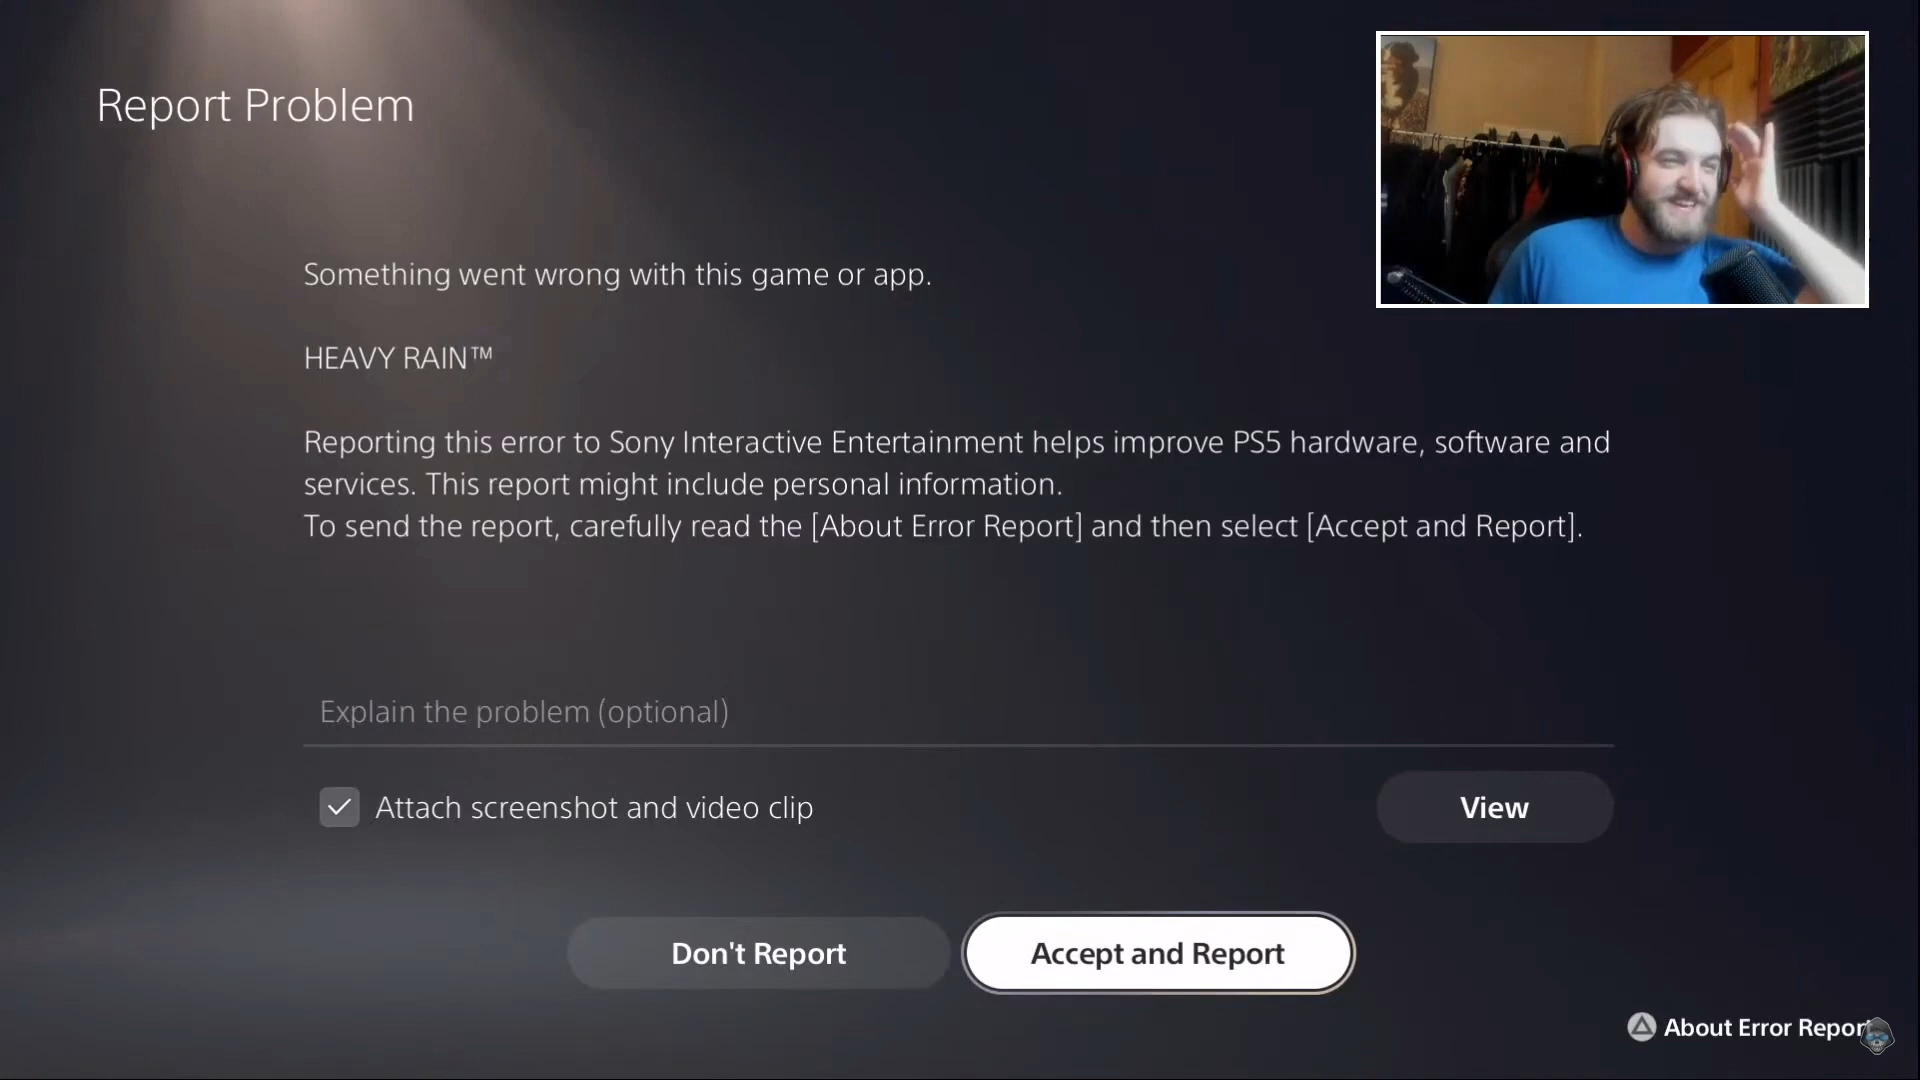 Report Problem
Something went wrong with this game or app.
HEAVY RAIN™
Reporting this error to Sony Interactive Entertainment helps improve PS5 hardware, software and
services. This report might include personal information.
To send the report, carefully read the [About Error Report] and then select [Accept and Report].
Explain the problem (optional)
Attach screenshot and video clip
View
Don't Report
Accept and Report
About Error Report